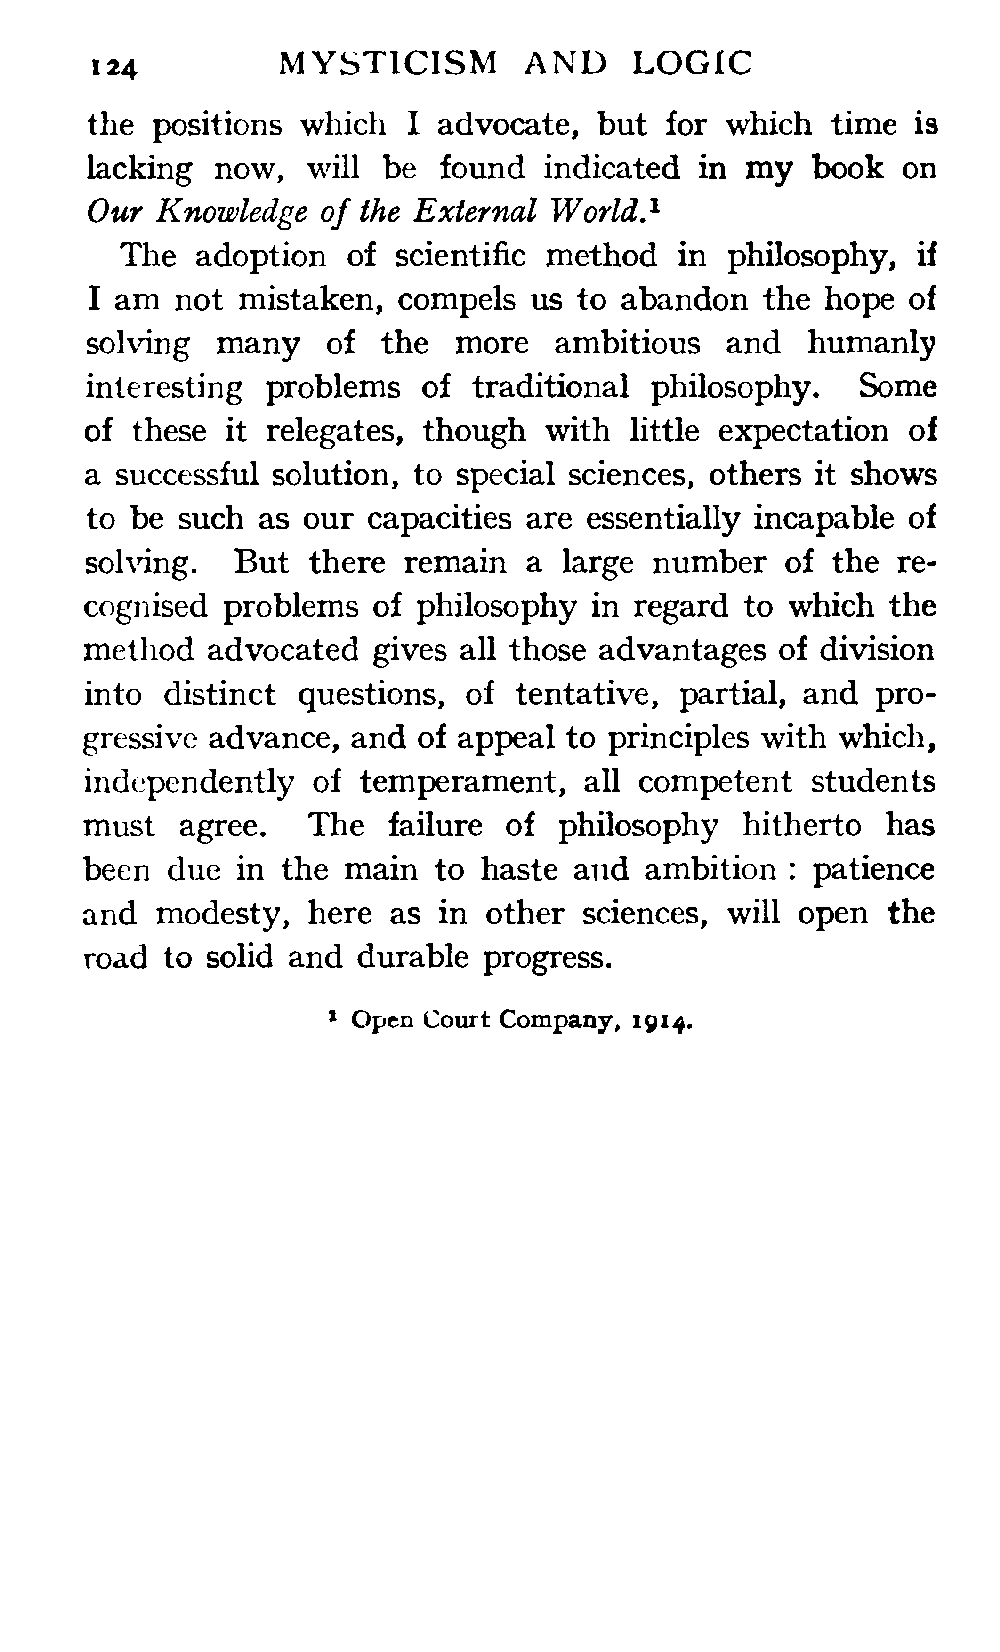 124 MYSTICISM AND LOGIC
the positions which I advocate, but for which time is
lacking now, will be found indicated in my book on
Our Knowledge of the External World.¹
The adoption of scientific method in philosophy, if
I am not mistaken, compels us to abandon the hope of
solving many of the more ambitious and humanly
interesting problems of traditional philosophy. Some
of these it relegates, though with little expectation of
a successful solution, to special sciences, others it shows
to be such as our capacities are essentially incapable of
solving. But there remain a large number of the re-
cognised problems of philosophy in regard to which the
method advocated gives all those advantages of division
into distinct questions, of tentative, partial, and pro-
gressive advance, and of appeal to principles with which,
independently of temperament, all competent students
must agree. The failure of philosophy hitherto has
been due in the main to haste and ambition : patience
and modesty, here as in other sciences, will open the
road to solid and durable progress.
¹ Open Court Company, 1914.